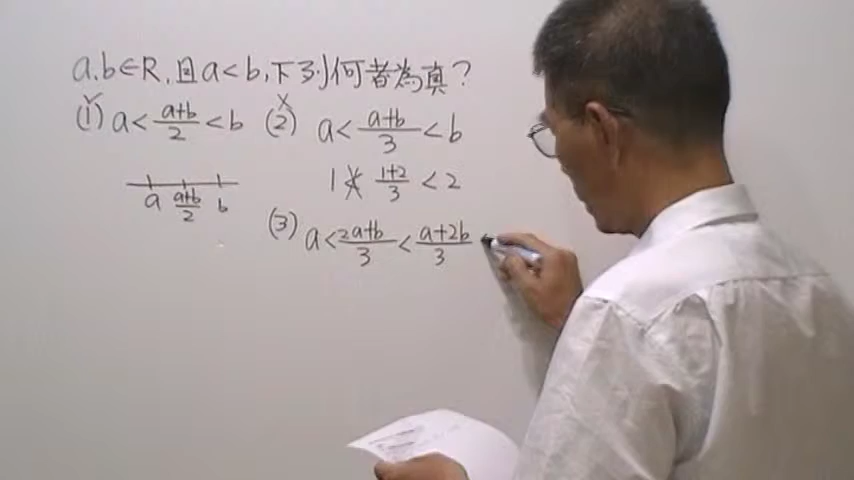 a.b∈R,且a<b,下列何者為真?
(1) a < (a+b)/2 < b (2) a < (a+b)/3 < b
✓ X
1 ≮ (1+2)/3 < 2
a (a+b)/2 b
(3) a < (2a+b)/3 < (a+2b)/3